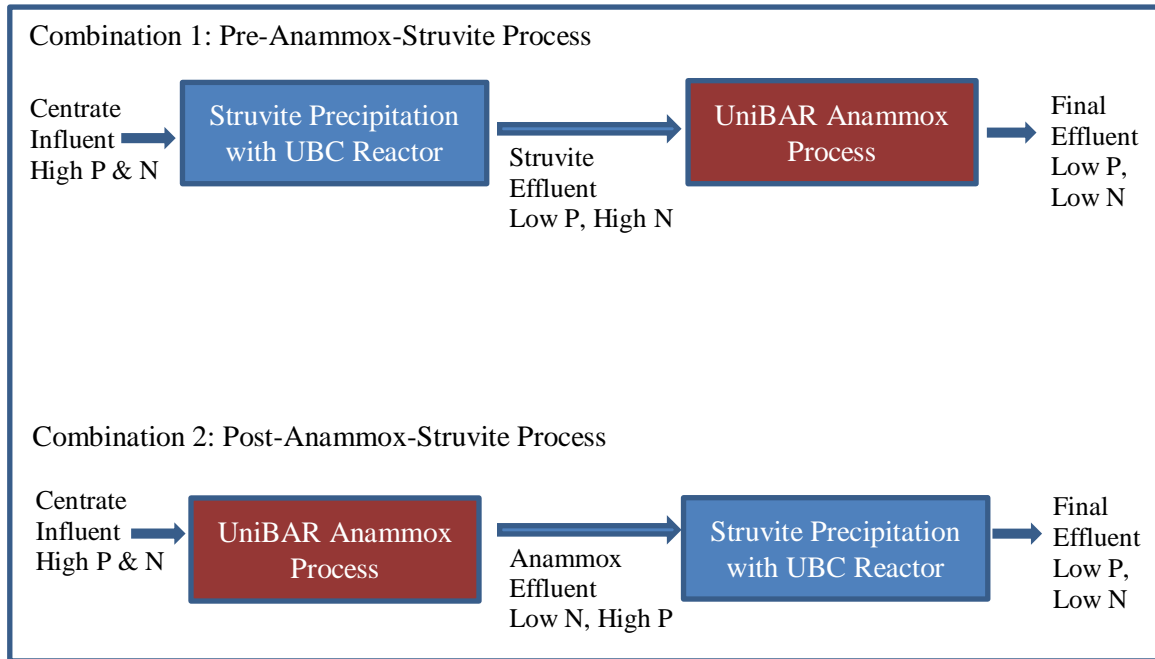 Combination 1: Pre-Anammox-Struvite Process
Centrate
Influent
High P & N
Struvite Precipitation
with UBC Reactor
Struvite
Effluent
Low P, High N
UniBAR Anammox
Process
Final
Effluent
Low P,
Low N
Combination 2: Post-Anammox-Struvite Process
Centrate
Influent
High P & N
UniBAR Anammox
Process
Anammox
Effluent
Low N, High P
Struvite Precipitation
with UBC Reactor
Final
Effluent
Low P,
Low N